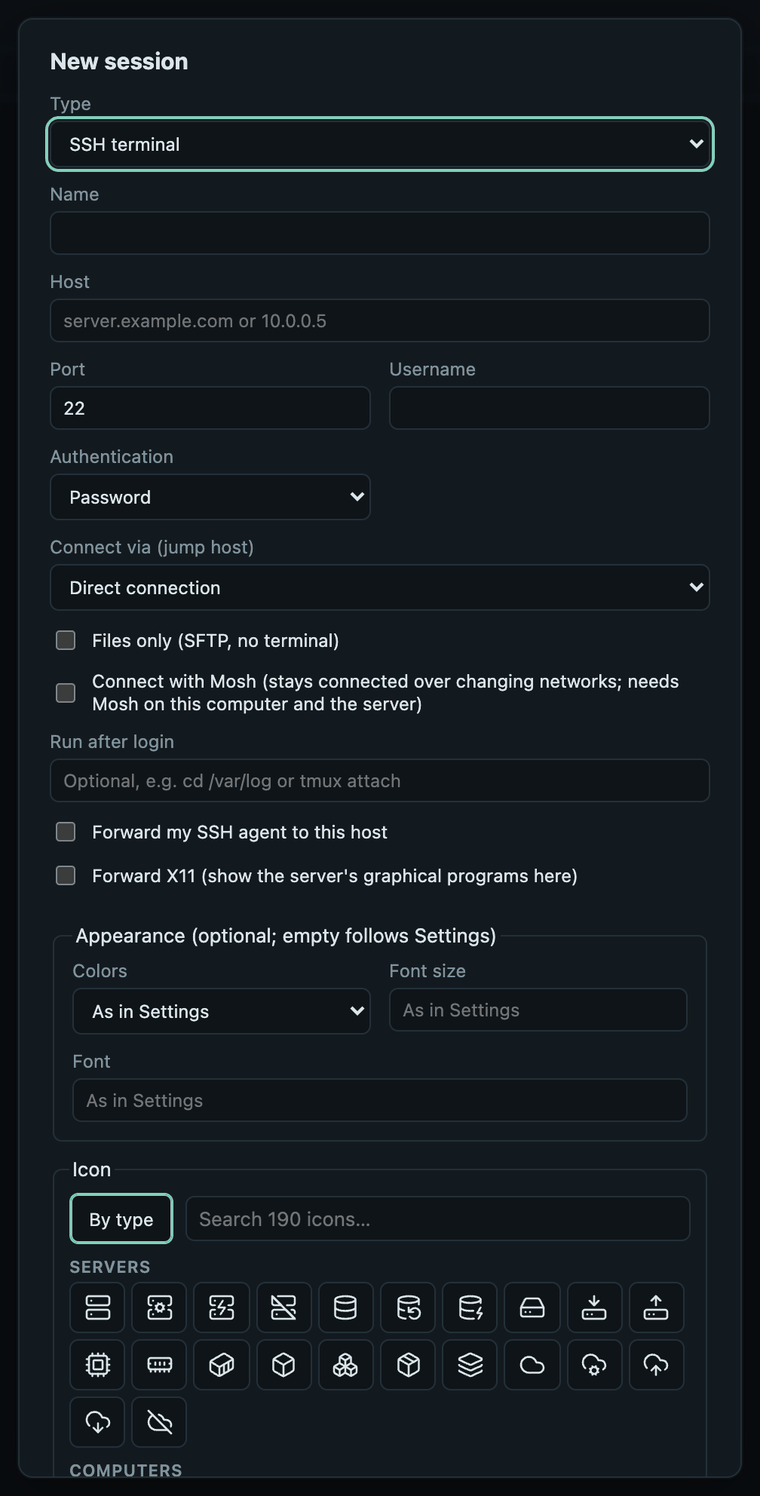 New session
Type
SSH terminal
Name
Host
server.example.com or 10.0.0.5
Port
Username
22
Authentication
Password
Connect via (jump host)
Direct connection
Files only (SFTP, no terminal)
Connect with Mosh (stays connected over changing networks; needs
Mosh on this computer and the server)
Run after login
Optional, e.g. cd /var/log or tmux attach
Forward my SSH agent to this host
Forward X11 (show the server's graphical programs here)
Appearance (optional; empty follows Settings)
Colors
Font size
As in Settings
As in Settings
Font
As in Settings
Icon
By type
Search 190 icons...
SERVERS
COMPUTERS